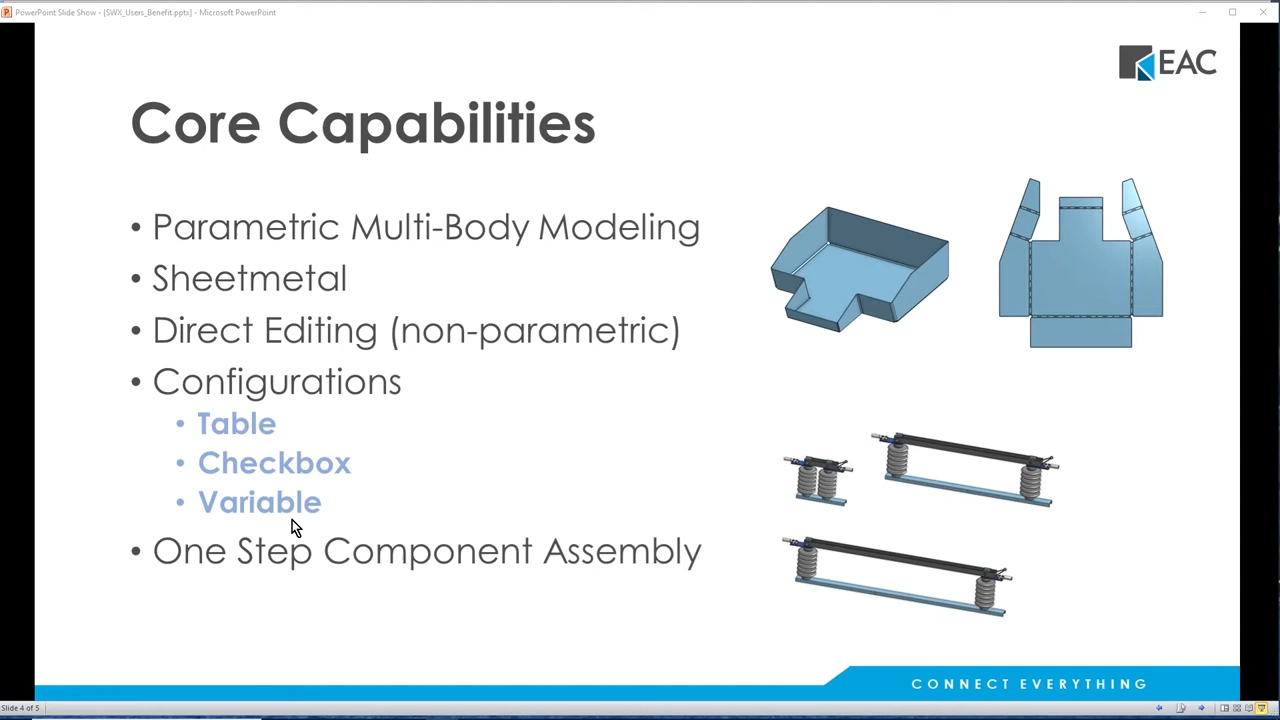 PowerPoint Slide Show - [SWX_Users_Benefit.pptx] - Microsoft PowerPoint
EAC
Core Capabilities
• Parametric Multi-Body Modeling
• Sheetmetal
• Direct Editing (non-parametric)
• Configurations
• Table
• Checkbox
• Variable
• One Step Component Assembly
CONNECT EVERYTHING
Slide 4 of 5